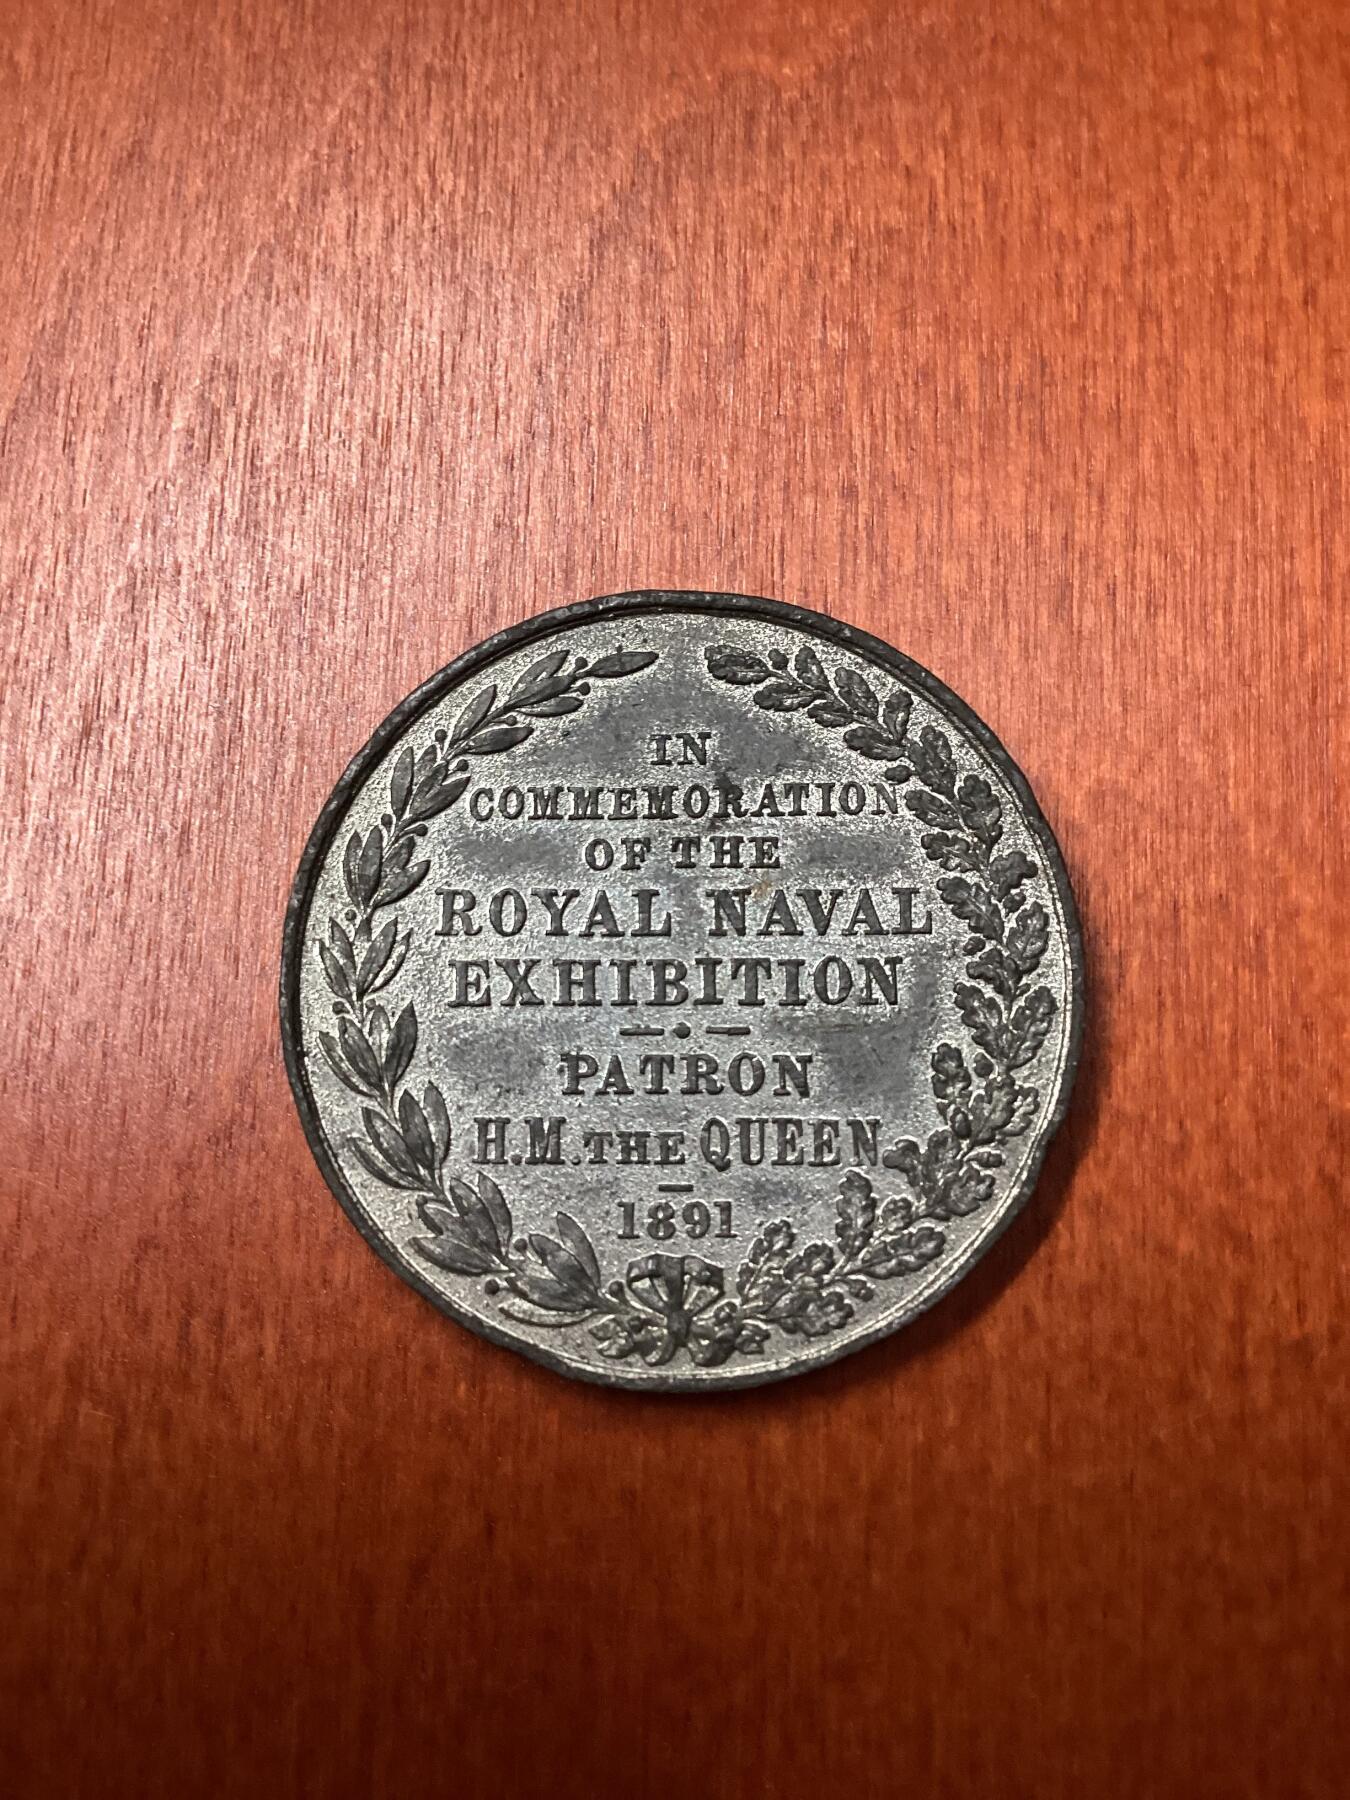 IN
COMMEMORATION
OF THE
ROYAL NAVAL
EXHIBITION
PATRON
H.M. THE QUEEN
1891